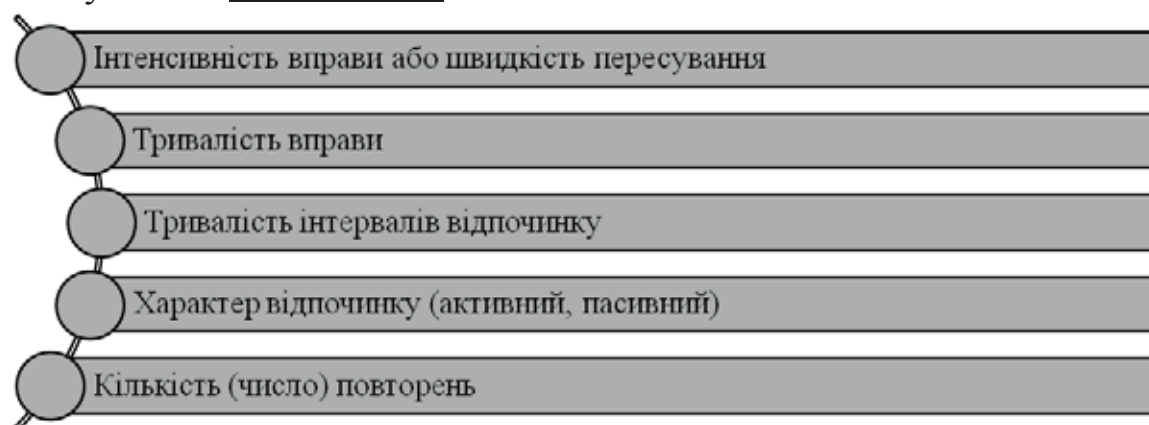 Інтенсивність вправи або швидкість пересування
Тривалість вправи
Тривалість інтервалів відпочинку
Характер відпочинку (активний, пасивний)
Кількість (число) повторень